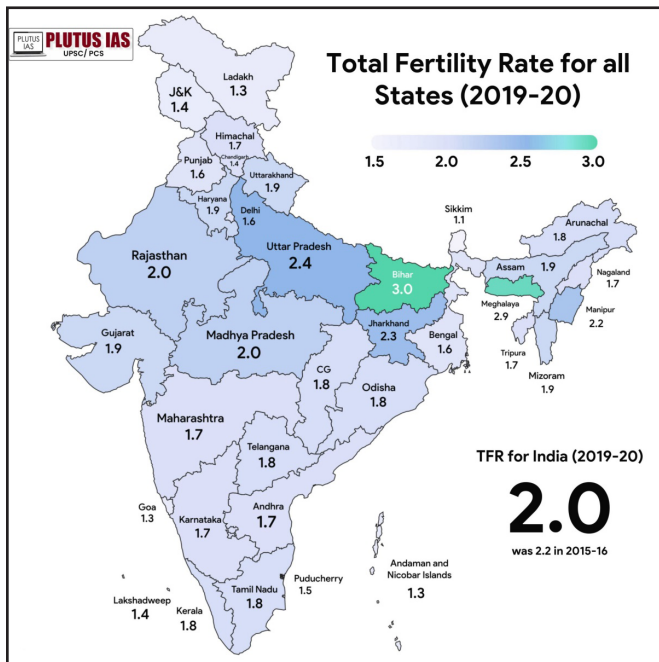 PLUTUS
IAS
PLUTUS IAS
UPSC/ PCS
Total Fertility Rate for all
States (2019-20)
1.5 2.0 2.5 3.0
Ladakh
1.3
J&K
1.4
Himachal
1.7
Chandigarh
1.4
Punjab
1.6
Uttarakhand
1.9
Haryana
1.9
Delhi
1.6
Sikkim
1.1
Arunachal
1.8
Rajasthan
2.0
Uttar Pradesh
2.4
Bihar
3.0
Assam
1.9
Nagaland
1.7
Meghalaya
2.9
Manipur
2.2
Tripura
1.7
Mizoram
1.9
Gujarat
1.9
Madhya Pradesh
2.0
Jharkhand
2.3
Bengal
1.6
CG
1.8
Odisha
1.8
Maharashtra
1.7
Telangana
1.8
TFR for India (2019-20)
2.0
was 2.2 in 2015-16
Goa
1.3
Karnataka
1.7
Andhra
1.7
Andaman and
Nicobar Islands
1.3
Lakshadweep
1.4
Kerala
1.8
Tamil Nadu
1.8
Puducherry
1.5